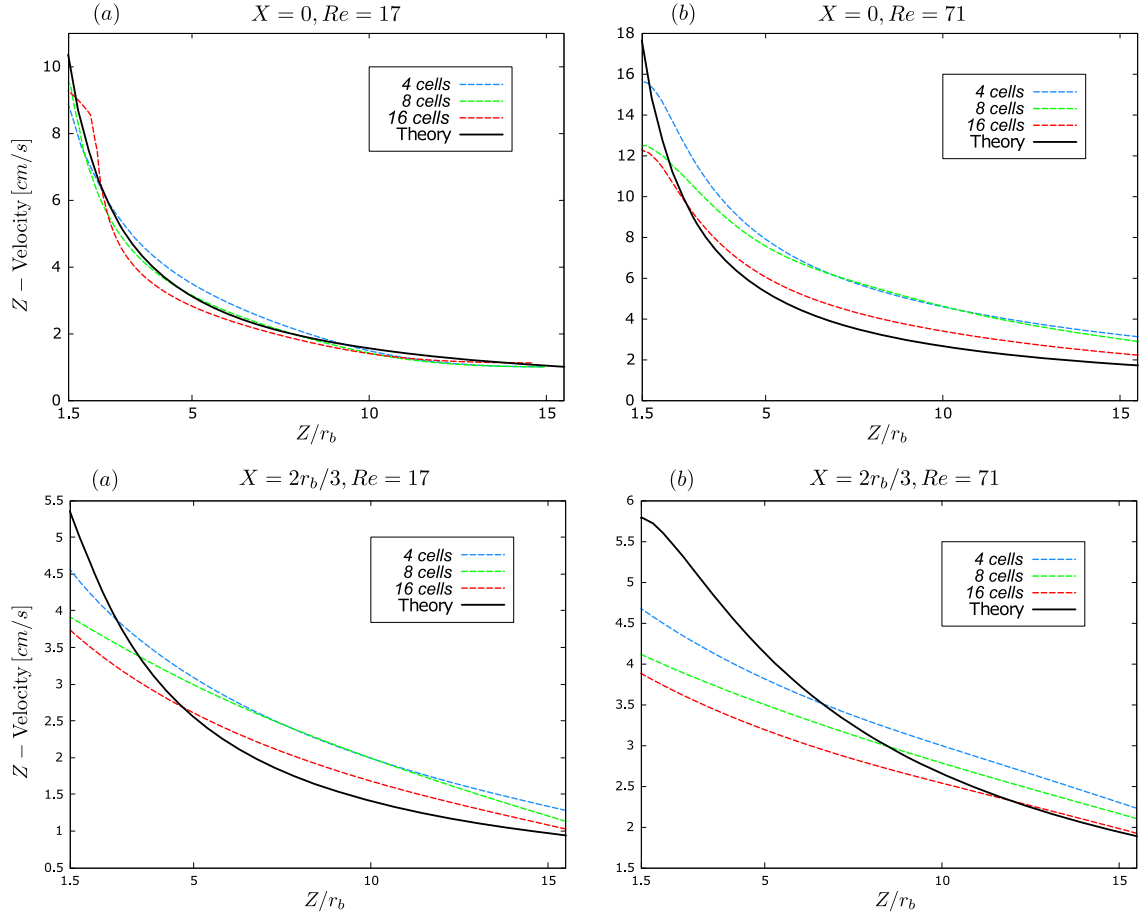 (a) X = 0, Re = 17
10
8
6
4
2
0
1.5 5 10 15
Z/r_b
Z − Velocity [cm/s]
4 cells
8 cells
16 cells
Theory
(b) X = 0, Re = 71
18
16
14
12
10
8
6
4
2
0
1.5 5 10 15
Z/r_b
4 cells
8 cells
16 cells
Theory
(a) X = 2r_b/3, Re = 17
5.5
5
4.5
4
3.5
3
2.5
2
1.5
1
0.5
1.5 5 10 15
Z/r_b
Z − Velocity [cm/s]
4 cells
8 cells
16 cells
Theory
(b) X = 2r_b/3, Re = 71
6
5.5
5
4.5
4
3.5
3
2.5
2
1.5
1.5 5 10 15
Z/r_b
4 cells
8 cells
16 cells
Theory